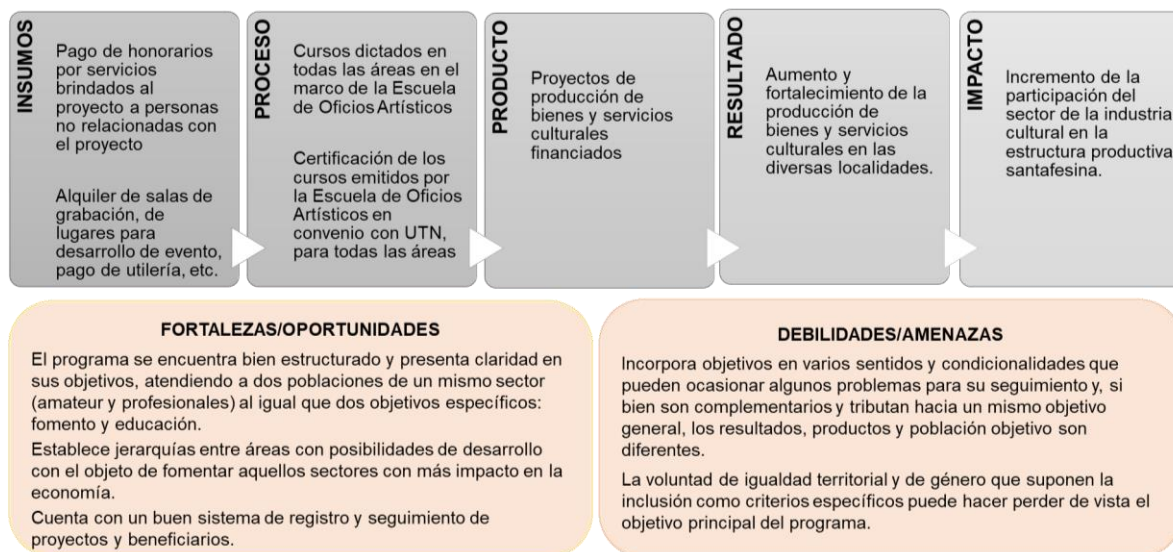 INSUMOS
Pago de honorarios
por servicios
brindados al
proyecto a personas
no relacionadas con
el proyecto
Alquiler de salas de
grabación, de
lugares para
desarrollo de evento,
pago de utilería, etc.
PROCESO
Cursos dictados en
todas las áreas en el
marco de la Escuela
de Oficios Artísticos
Certificación de los
cursos emitidos por
la Escuela de Oficios
Artísticos en
convenio con UTN,
para todas las áreas
PRODUCTO
Proyectos de
producción de
bienes y servicios
culturales
financiados
RESULTADO
Aumento y
fortalecimiento de la
producción de
bienes y servicios
culturales en las
diversas localidades.
IMPACTO
Incremento de la
participación del
sector de la industria
cultural en la
estructura productiva
santafesina.
FORTALEZAS/OPORTUNIDADES
El programa se encuentra bien estructurado y presenta claridad en
sus objetivos, atendiendo a dos poblaciones de un mismo sector
(amateur y profesionales) al igual que dos objetivos específicos:
fomento y educación.
Establece jerarquías entre áreas con posibilidades de desarrollo
con el objeto de fomentar aquellos sectores con más impacto en la
economía.
Cuenta con un buen sistema de registro y seguimiento de
proyectos y beneficiarios.
DEBILIDADES/AMENAZAS
Incorpora objetivos en varios sentidos y condicionalidades que
pueden ocasionar algunos problemas para su seguimiento y, si
bien son complementarios y tributan hacia un mismo objetivo
general, los resultados, productos y población objetivo son
diferentes.
La voluntad de igualdad territorial y de género que suponen la
inclusión como criterios específicos puede hacer perder de vista el
objetivo principal del programa.